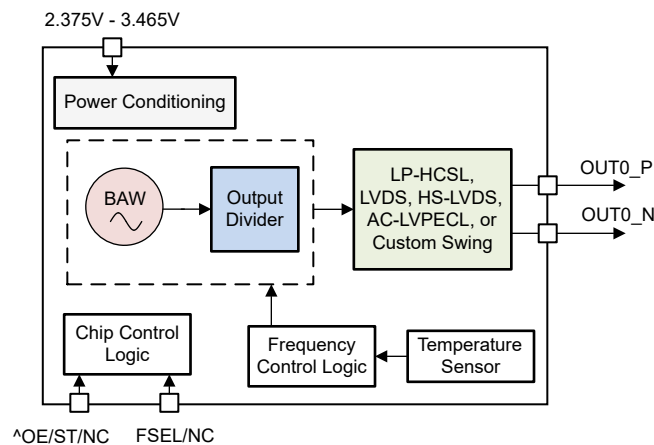 2.375V - 3.465V
Power Conditioning
BAW
Output
Divider
LP-HCSL,
LVDS, HS-LVDS,
AC-LVPECL, or
Custom Swing
OUT0_P
OUT0_N
Chip Control
Logic
Frequency
Control Logic
Temperature
Sensor
^OE/ST/NC
FSEL/NC